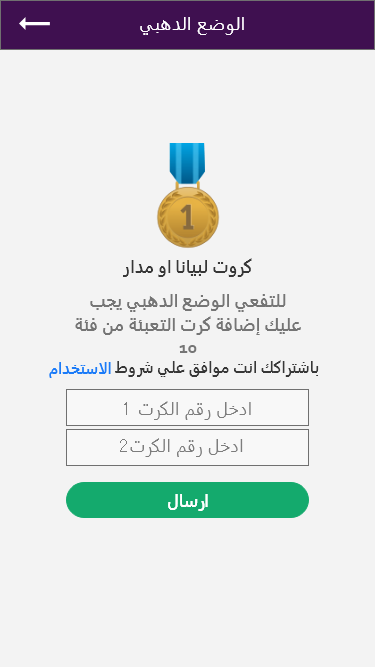 الوضع الدهبي
1
كروت لبيانا او مدار
للتفعي الوضع الدهبي يجب
عليك إضافة كرت التعبئة من فئة
10
باشتراكك انت موافق علي شروط الاستخدام
ادخل رقم الكرت 1
ادخل رقم الكرت2
ارسال